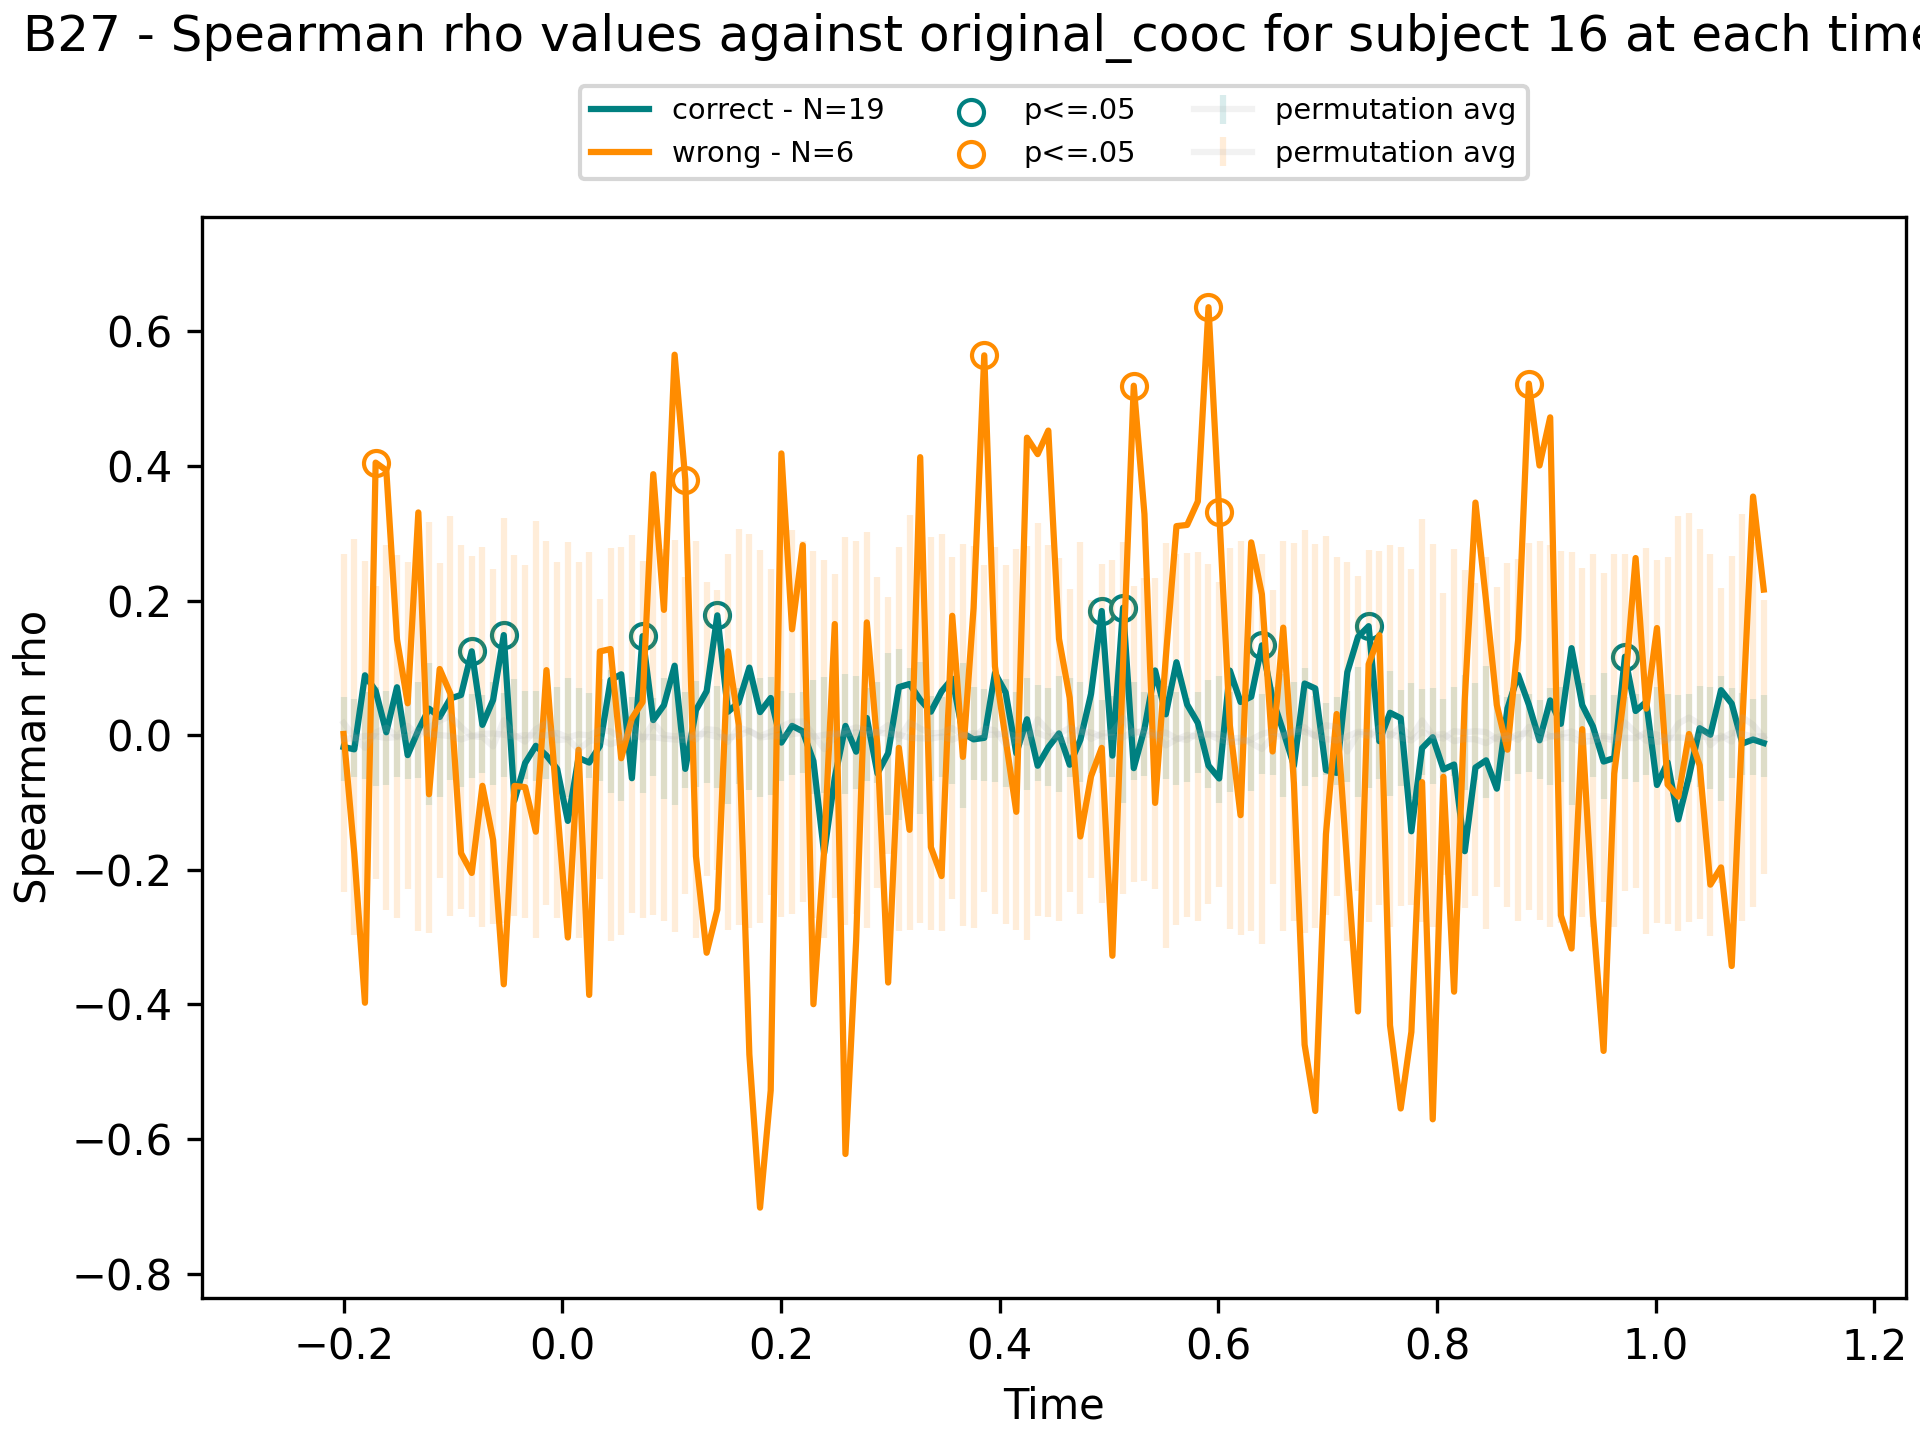 B27 - Spearman rho values against original_cooc for subject 16 at each time
correct - N=19 p<=.05 permutation avg
wrong - N=6 p<=.05 permutation avg
Spearman rho
0.6
0.4
0.2
0.0
−0.2
−0.4
−0.6
−0.8
−0.2 0.0 0.2 0.4 0.6 0.8 1.0 1.2
Time